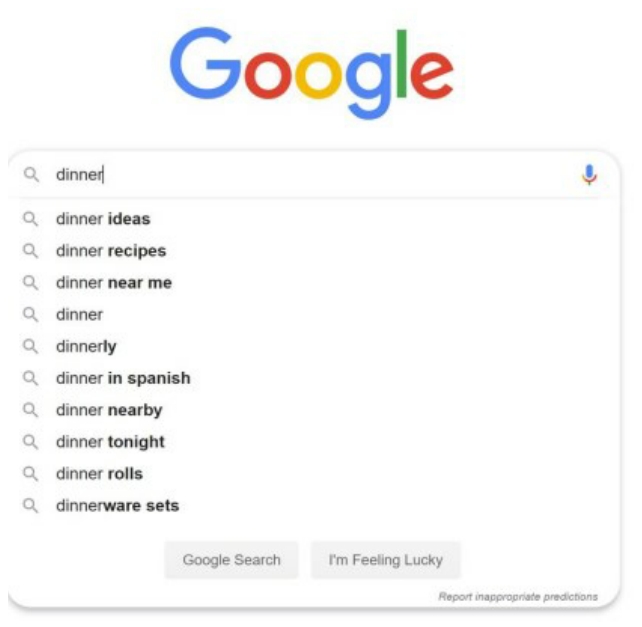 Google
dinner
dinner ideas
dinner recipes
dinner near me
dinner
dinnerly
dinner in spanish
dinner nearby
dinner tonight
dinner rolls
dinnerware sets
Google Search I'm Feeling Lucky
Report inappropriate predictions